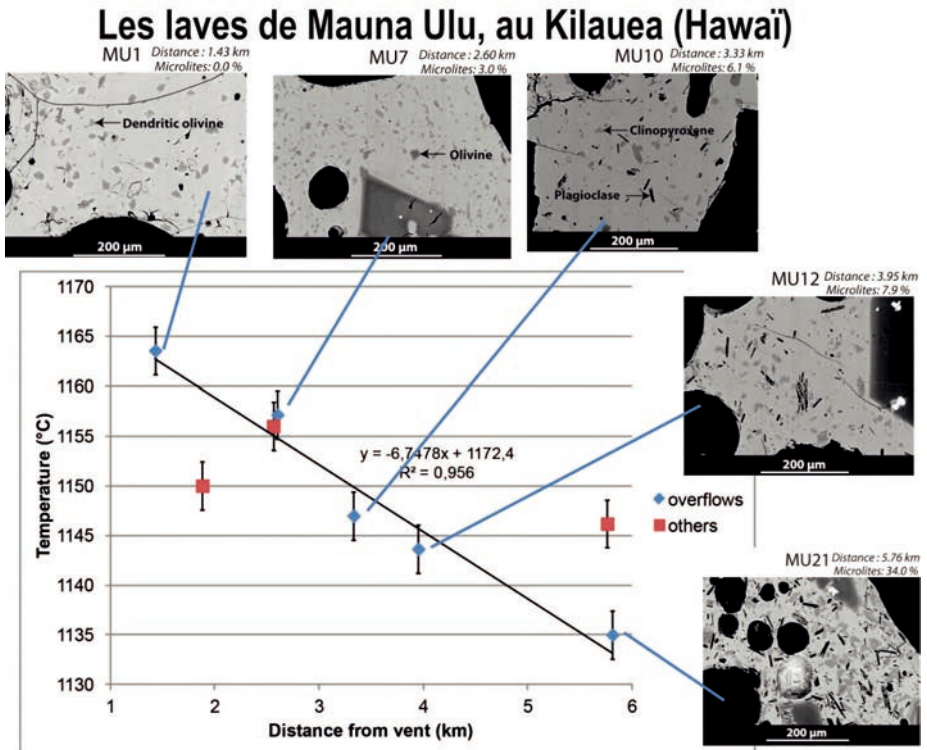 Les laves de Mauna Ulu, au Kilauea (Hawaï)
MU1 Distance : 1.43 km
Microlites: 0.0 %
MU7 Distance : 2.60 km
Microlites: 3.0 %
MU10 Distance : 3.33 km
Microlites: 6.1 %
Dendritic olivine
Olivine
Clinopyroxene
Plagioclase
200 µm
200 µm
200 µm
MU12 Distance : 3.95 km
Microlites: 7.9 %
200 µm
MU21 Distance : 5.76 km
Microlites: 34.0 %
200 µm
Temperature (°C)
1170
1165
1160
1155
1150
1145
1140
1135
1130
y = -6,7478x + 1172,4
R² = 0,956
overflows
others
1 2 3 4 5 6
Distance from vent (km)